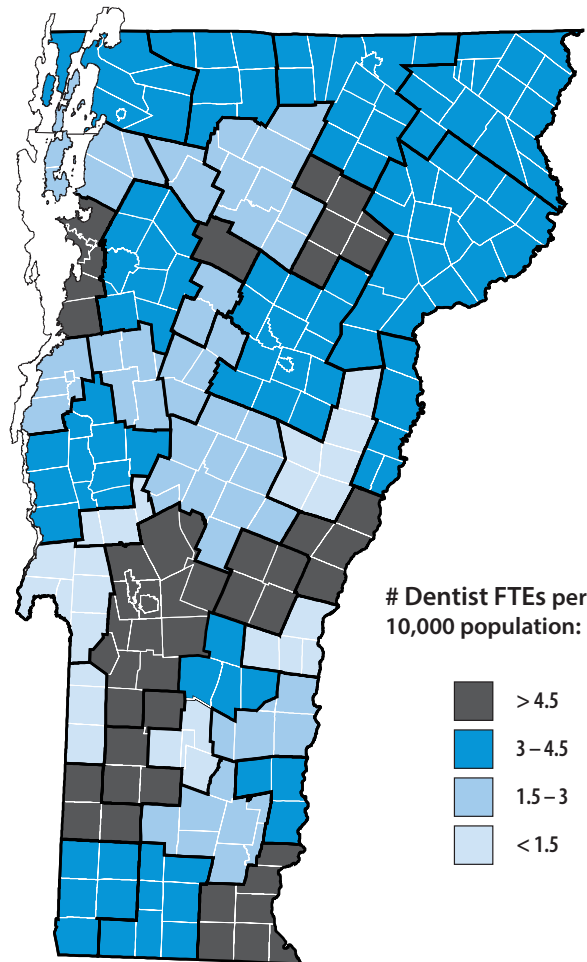 # Dentist FTEs per
10,000 population:
> 4.5
3 – 4.5
1.5 – 3
< 1.5